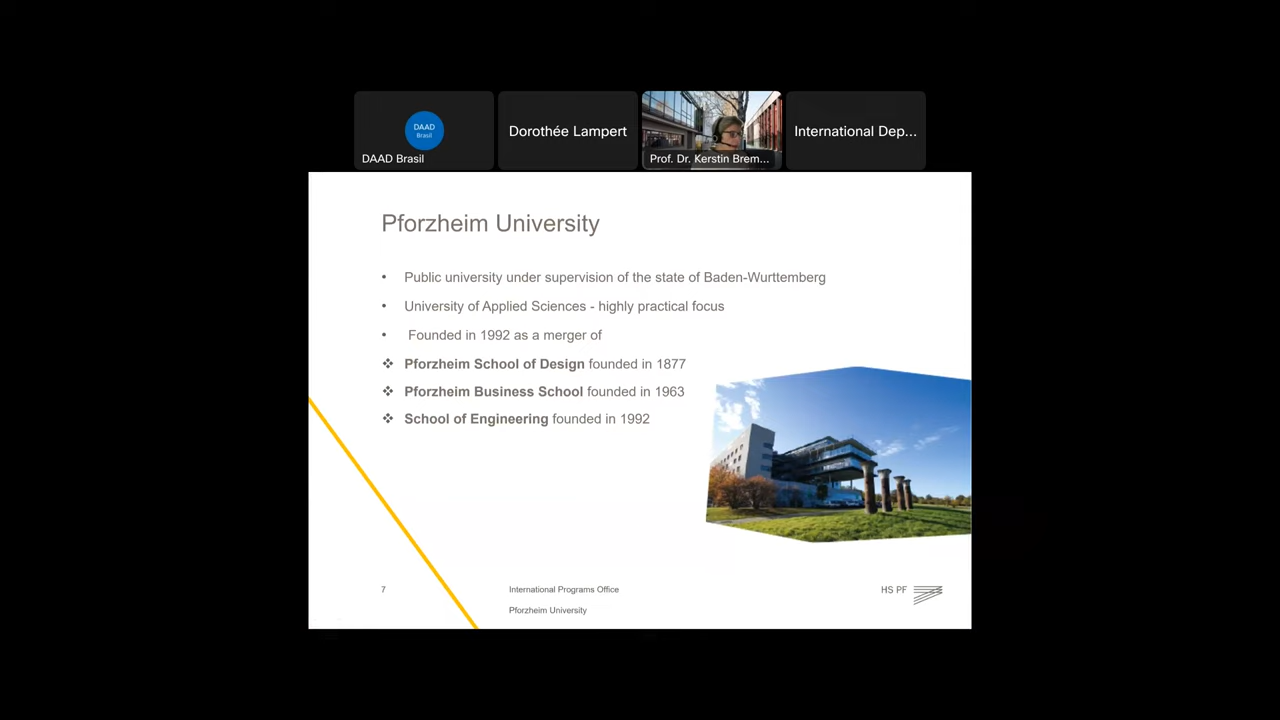 DAAD
Brasil
DAAD Brasil
Dorothée Lampert
Prof. Dr. Kerstin Brem...
International Dep...
Pforzheim University
• Public university under supervision of the state of Baden-Wurttemberg
• University of Applied Sciences - highly practical focus
• Founded in 1992 as a merger of
❖ Pforzheim School of Design founded in 1877
❖ Pforzheim Business School founded in 1963
❖ School of Engineering founded in 1992
7
International Programs Office
Pforzheim University
HS PF